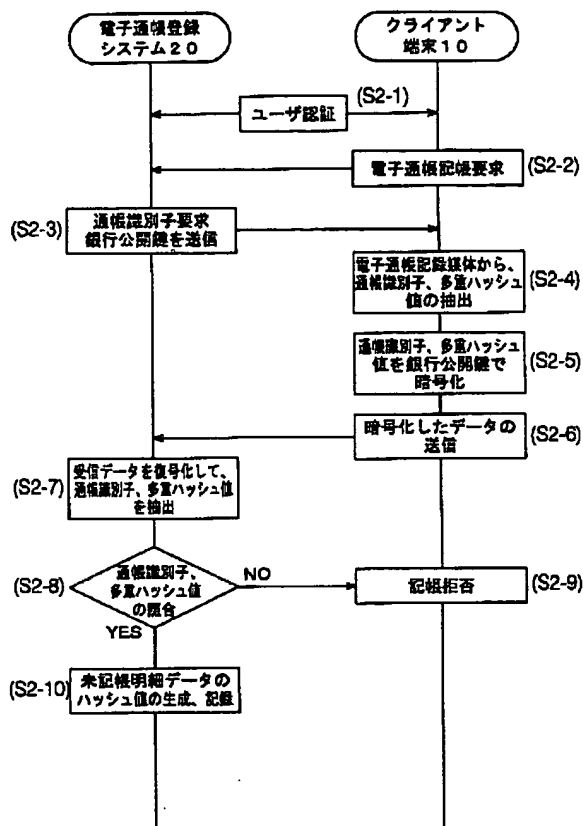 電子通帳登録
システム20
クライアント
端末10
ユーザ認証
(S2-1)
電子通帳記帳要求
(S2-2)
(S2-3)
通帳識別子要求
銀行公開鍵を送信
電子通帳記録媒体から、
通帳識別子、多重ハッシュ
値の抽出
(S2-4)
通帳識別子、多重ハッシュ
値を銀行公開鍵で
暗号化
(S2-5)
暗号化したデータの
送信
(S2-6)
(S2-7)
受信データを復号化して、
通帳識別子、多重ハッシュ値
を抽出
(S2-8)
通帳識別子、
多重ハッシュ値
の照合
NO
記帳拒否
(S2-9)
YES
(S2-10)
未記帳明細データの
ハッシュ値の生成、記録